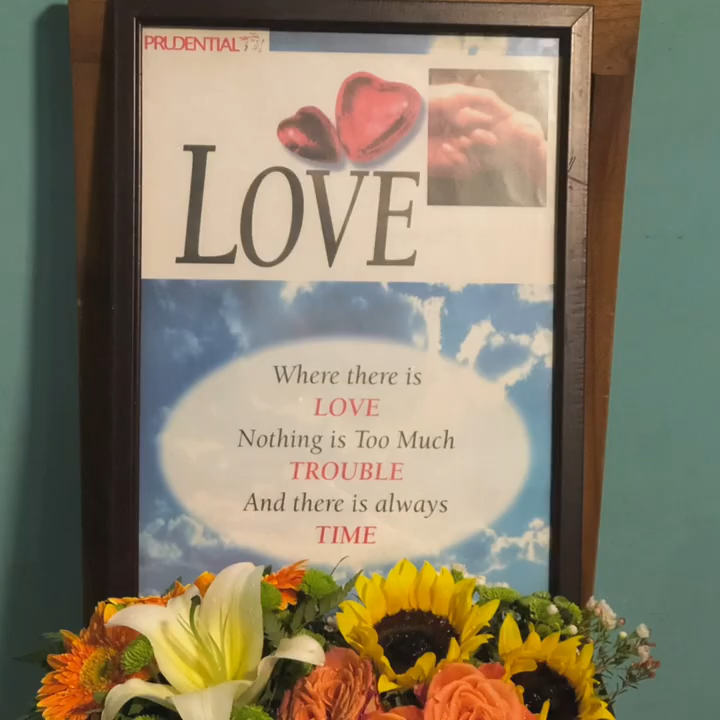 PRUDENTIAL
LOVE
Where there is
LOVE
Nothing is Too Much
TROUBLE
And there is always
TIME